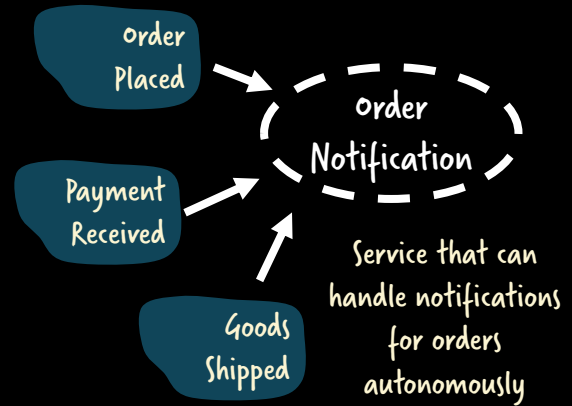 Order
Placed
Order
Notification
Payment
Received
Goods
Shipped
Service that can
handle notifications
for orders
autonomously